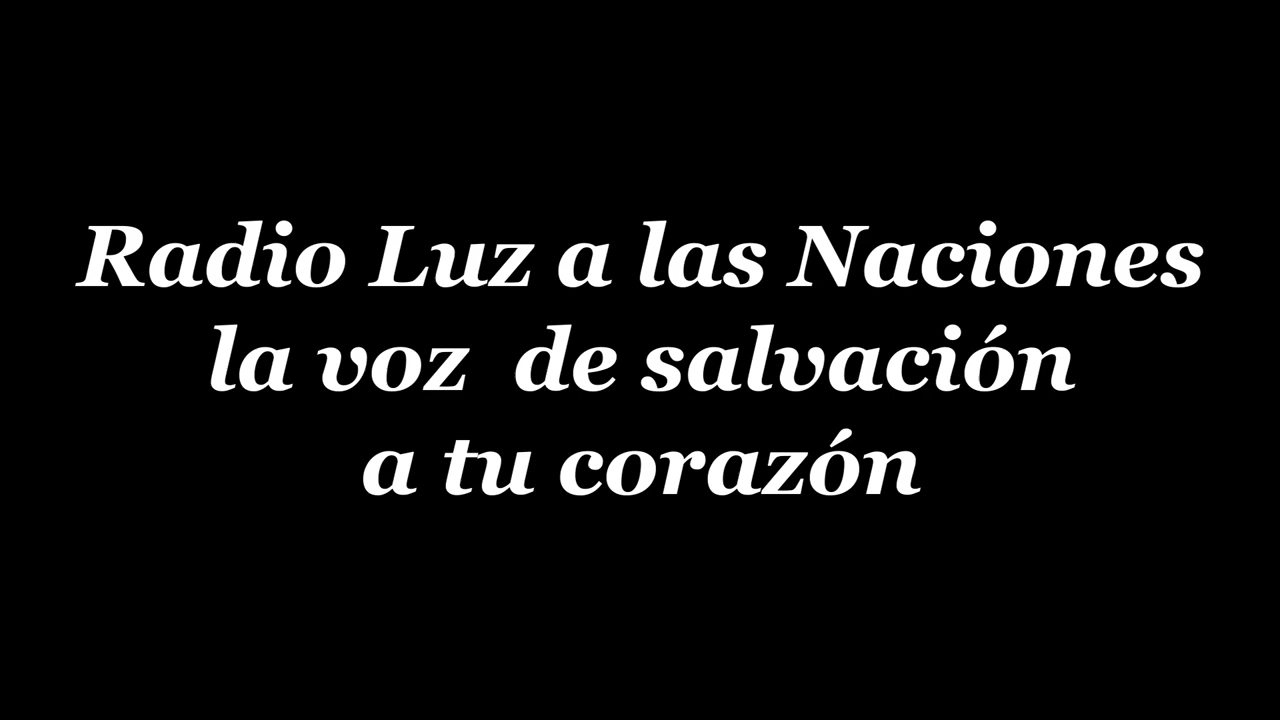 Radio Luz a las Naciones
la voz  de salvación
a tu corazón